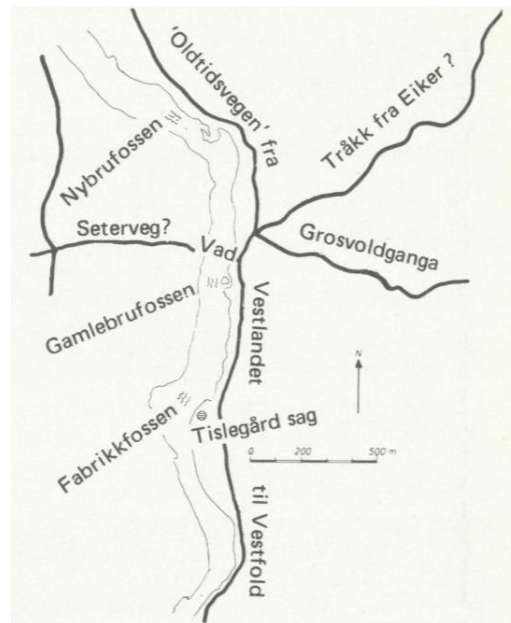 'Oldtidsvegen' fra
Tråkk fra Eiker ?
Nybrufossen
Seterveg?
Vad
Grosvoldganga
Gamlebrufossen
Vestlandet
N
Fabrikkfossen
Tislegård sag
0 200 500 m
til Vestfold